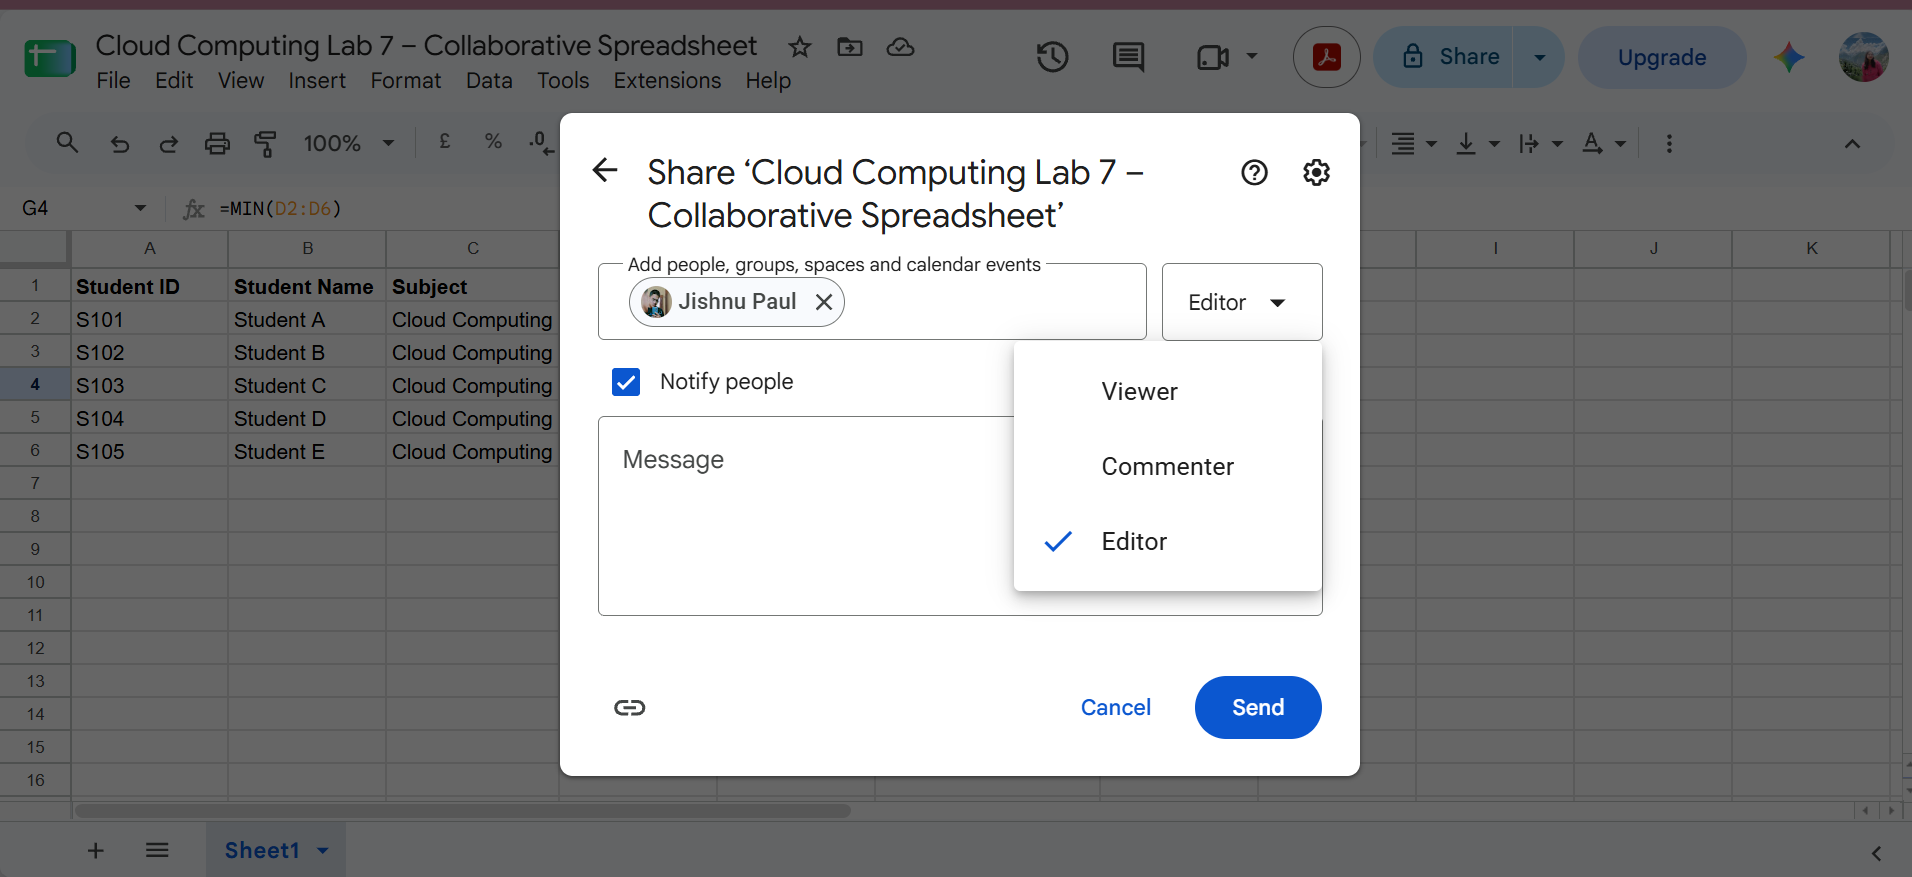 Cloud Computing Lab 7 – Collaborative Spreadsheet
File Edit View Insert Format Data Tools Extensions Help
Share
Upgrade
100% £ % .0
G4 fx =MIN(D2:D6)
A B C I J K
1 Student ID Student Name Subject
2 S101 Student A Cloud Computing
3 S102 Student B Cloud Computing
4 S103 Student C Cloud Computing
5 S104 Student D Cloud Computing
6 S105 Student E Cloud Computing
7
8
9
10
11
12
13
14
15
16
Share ‘Cloud Computing Lab 7 –
Collaborative Spreadsheet’
Add people, groups, spaces and calendar events
Jishnu Paul
Editor
Notify people
Viewer
Message
Commenter
Editor
Cancel Send
Sheet1